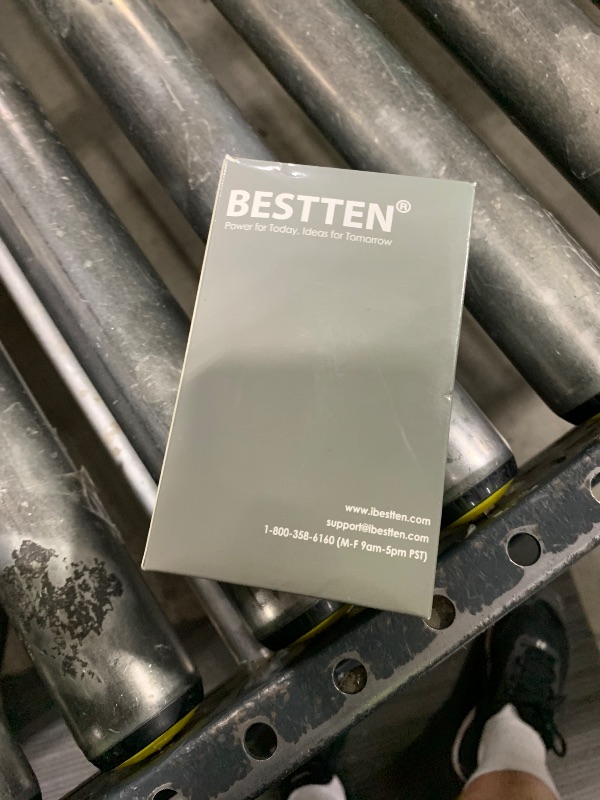 BESTTEN®
Power for Today, Ideas for Tomorrow
www.ibestten.com
support@ibestten.com
1-800-358-6160 (M-F 9am-5pm PST)